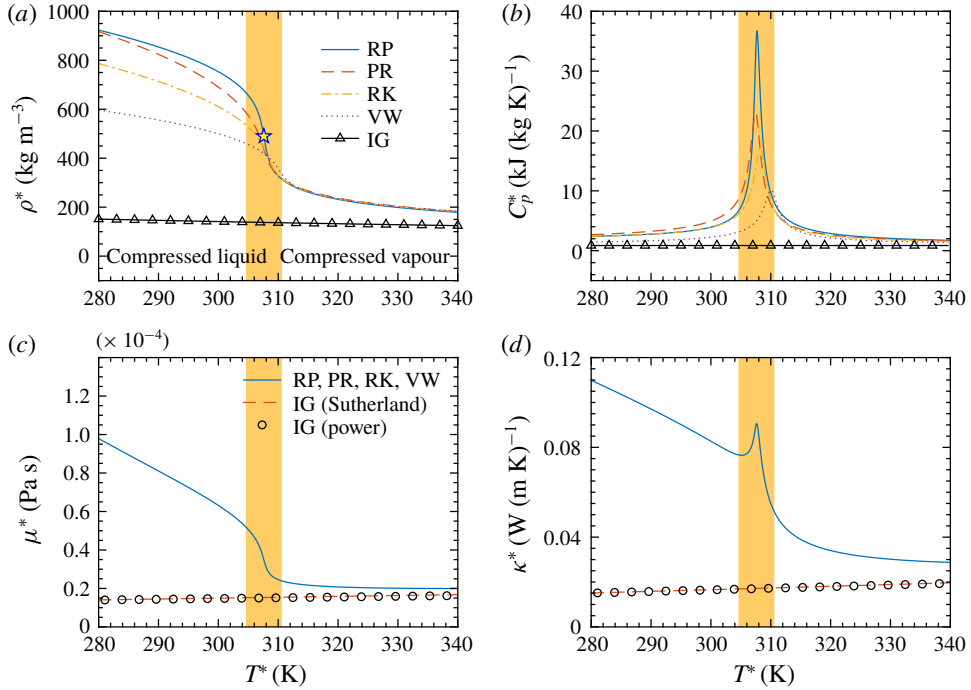 (a)
1000
800
600
400
200
0
ρ* (kg m−3)
RP
PR
RK
VW
IG
Compressed liquid
Compressed vapour
280 290 300 310 320 330 340
(b)
40
30
20
10
0
C*p (kJ (kg K)−1)
280 290 300 310 320 330 340
(c)
(× 10−4)
1.2
1.0
0.8
0.6
0.4
0.2
0
μ* (Pa s)
RP, PR, RK, VW
IG (Sutherland)
IG (power)
280 290 300 310 320 330 340
T* (K)
(d)
0.12
0.08
0.04
0
κ* (W (m K)−1)
280 290 300 310 320 330 340
T* (K)